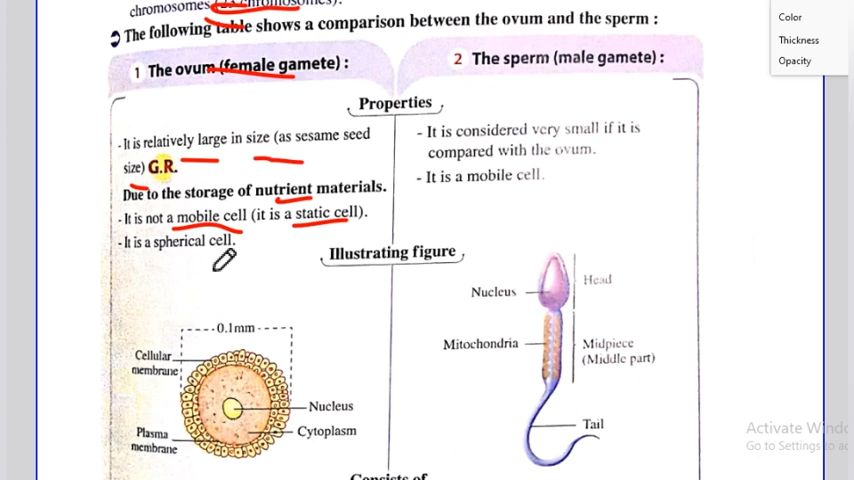 chromosomes
➲ The following table shows a comparison between the ovum and the sperm :
1 The ovum (female gamete) :
2 The sperm (male gamete) :
Properties
- It is relatively large in size (as sesame seed
size) G.R.
Due to the storage of nutrient materials.
- It is not a mobile cell (it is a static cell).
- It is a spherical cell.
- It is considered very small if it is
compared with the ovum.
- It is a mobile cell.
Illustrating figure
0.1mm
Cellular
membrane
Nucleus
Cytoplasm
Plasma
membrane
Nucleus
Head
Mitochondria
Midpiece
(Middle part)
Tail
Consists of
Color
Thickness
Opacity
Activate Windo
Go to Settings to ac